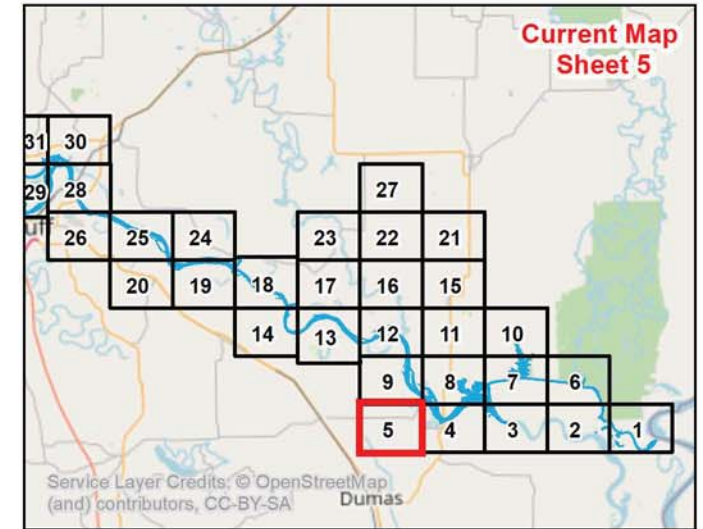 Current Map
Sheet 5
31 30
27
29 28
uff
26 25 24 23 22 21
20 19 18 17 16 15
14 13 12 11 10
9 8 7 6
5 4 3 2 1
Service Layer Credits: © OpenStreetMap
(and) contributors, CC-BY-SA
Dumas